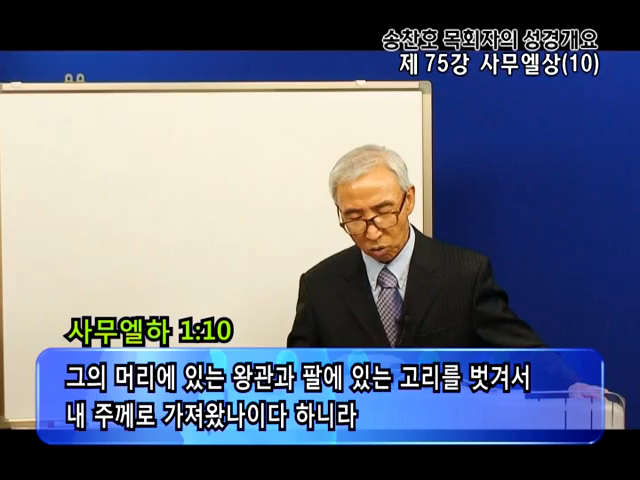 송찬호 목회자의 성경개요
제 75강 사무엘상(10)
사무엘하 1:10
그의 머리에 있는 왕관과 팔에 있는 고리를 벗겨서
내 주께로 가져왔나이다 하니라